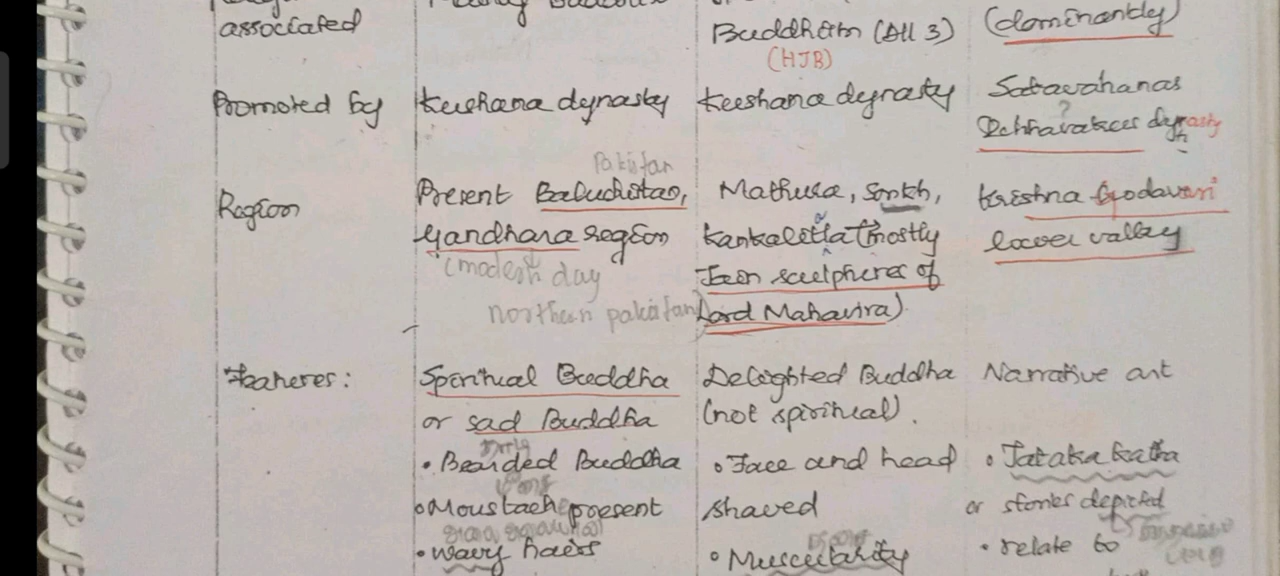 associated
Buddhism (All 3) (dominantly)
(HJB)
Promoted by Kushana dynasty Kushana dynasty Satavahanas
?
Ikhhavakus dynasty
Pakistan
Region Present Baluchistan, Mathura, Sonkh, Krishna Godavari
Gandhara region Kankalitila (mostly lower valley
(modern day Jain sculptures of
northern pakistan) Lord Mahavira)
Features: Spiritual Buddha Delighted Buddha Narrative art
or sad Buddha (not spiritual).
• Bearded Buddha • Face and head • Jataka Katha
• Moustache present shaved or stories depicted
• wavy hairs • Muscularity • relate to